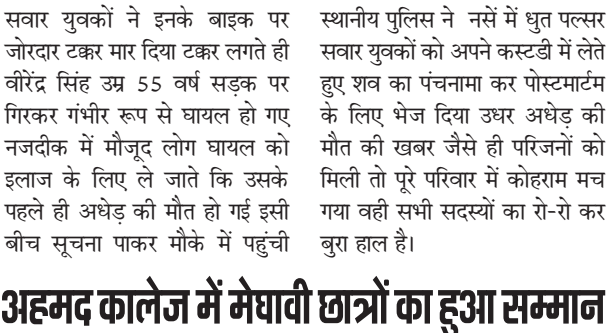 सवार युवकों ने इनके बाइक पर
जोरदार टक्कर मार दिया टक्कर लगते ही
वीरेंद्र सिंह उम्र 55 वर्ष सड़क पर
गिरकर गंभीर रूप से घायल हो गए
नजदीक में मौजूद लोग घायल को
इलाज के लिए ले जाते कि उसके
पहले ही अधेड़ की मौत हो गई इसी
बीच सूचना पाकर मौके में पहुंची
स्थानीय पुलिस ने नसें में धुत पल्सर
सवार युवकों को अपने कस्टडी में लेते
हुए शव का पंचनामा कर पोस्टमार्टम
के लिए भेज दिया उधर अधेड़ की
मौत की खबर जैसे ही परिजनों को
मिली तो पूरे परिवार में कोहराम मच
गया वही सभी सदस्यों का रो-रो कर
बुरा हाल है।
अहमद कालेज में मेघावी छात्रों का हुआ सम्मान